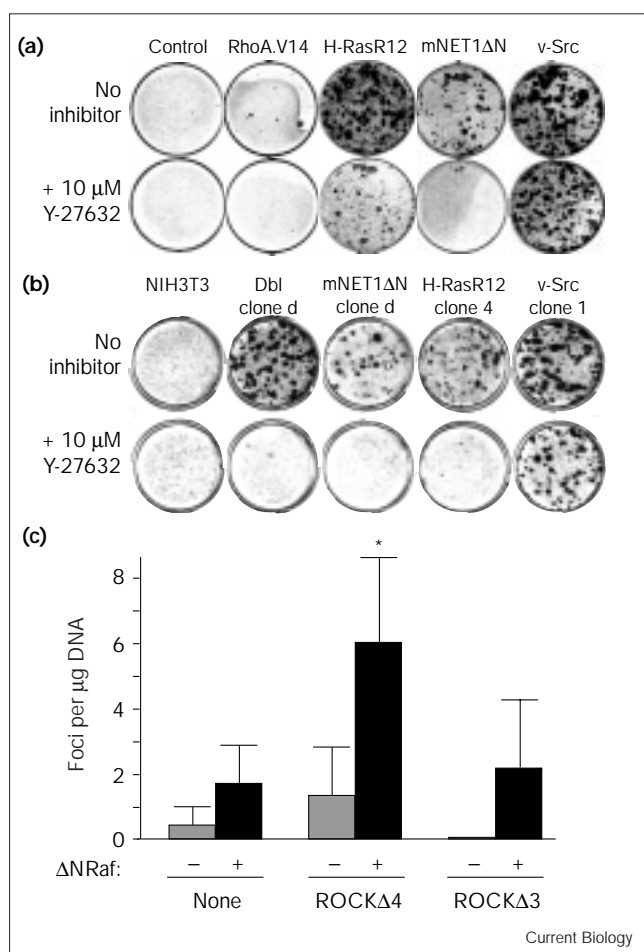 (a)
Control RhoA.V14 H-RasR12 mNET1ΔN v-Src
No
inhibitor
+ 10 μM
Y-27632
(b)
NIH3T3 Dbl mNET1ΔN H-RasR12 v-Src
clone d clone d clone 4 clone 1
No
inhibitor
+ 10 μM
Y-27632
(c)
*
8
6
4
2
0
Foci per μg DNA
ΔNRaf: – + – + – +
None ROCKΔ4 ROCKΔ3
Current Biology